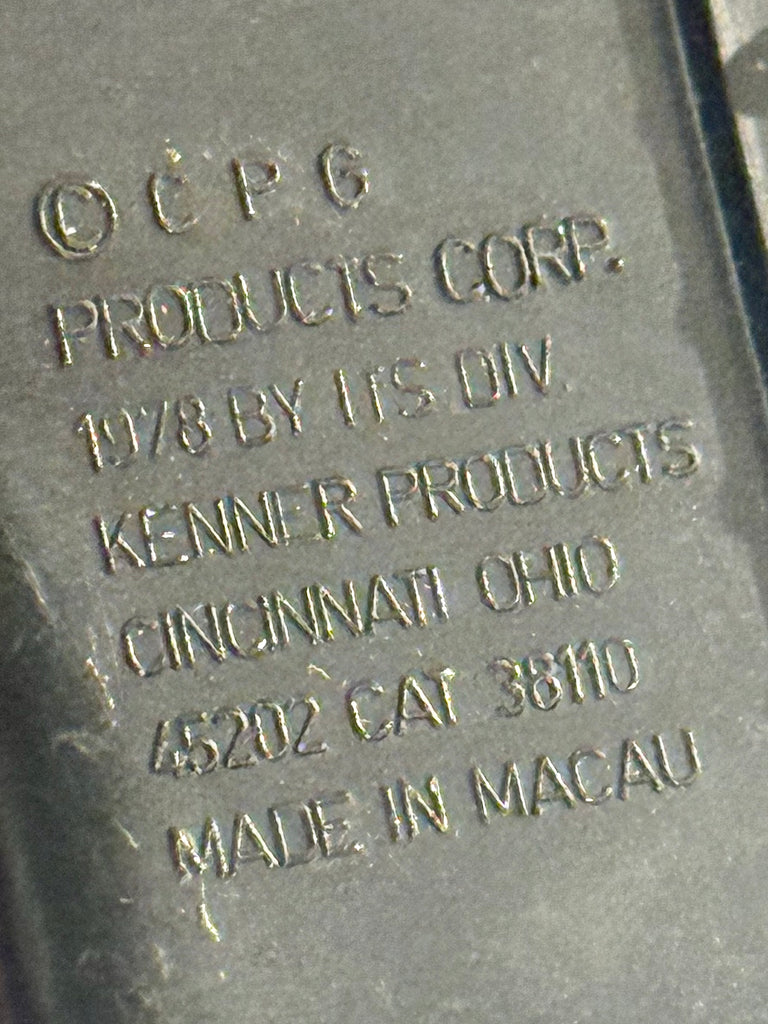 © C P G
PRODUCTS CORP.
1978 BY ITS DIV.
KENNER PRODUCTS
CINCINNATI OHIO
45202 CAT 38110
MADE IN MACAU